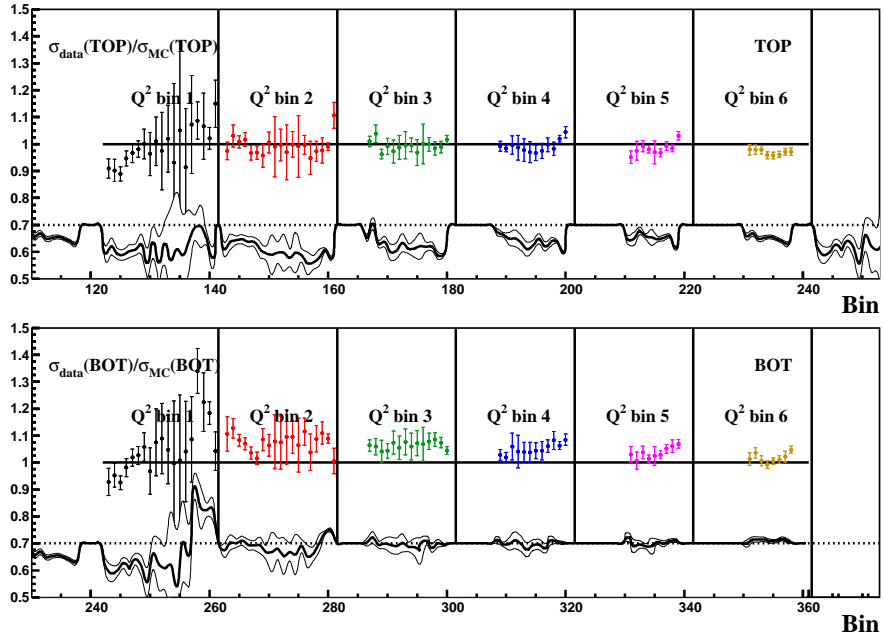 1.5
1.4
1.3
1.2
1.1
1
0.9
0.8
0.7
0.6
0.5
σdata(TOP)/σMC(TOP)
TOP
Q² bin 1
Q² bin 2
Q² bin 3
Q² bin 4
Q² bin 5
Q² bin 6
120 140 160 180 200 220 240
Bin
1.5
1.4
1.3
1.2
1.1
1
0.9
0.8
0.7
0.6
0.5
σdata(BOT)/σMC(BOT)
BOT
Q² bin 1
Q² bin 2
Q² bin 3
Q² bin 4
Q² bin 5
Q² bin 6
240 260 280 300 320 340 360
Bin